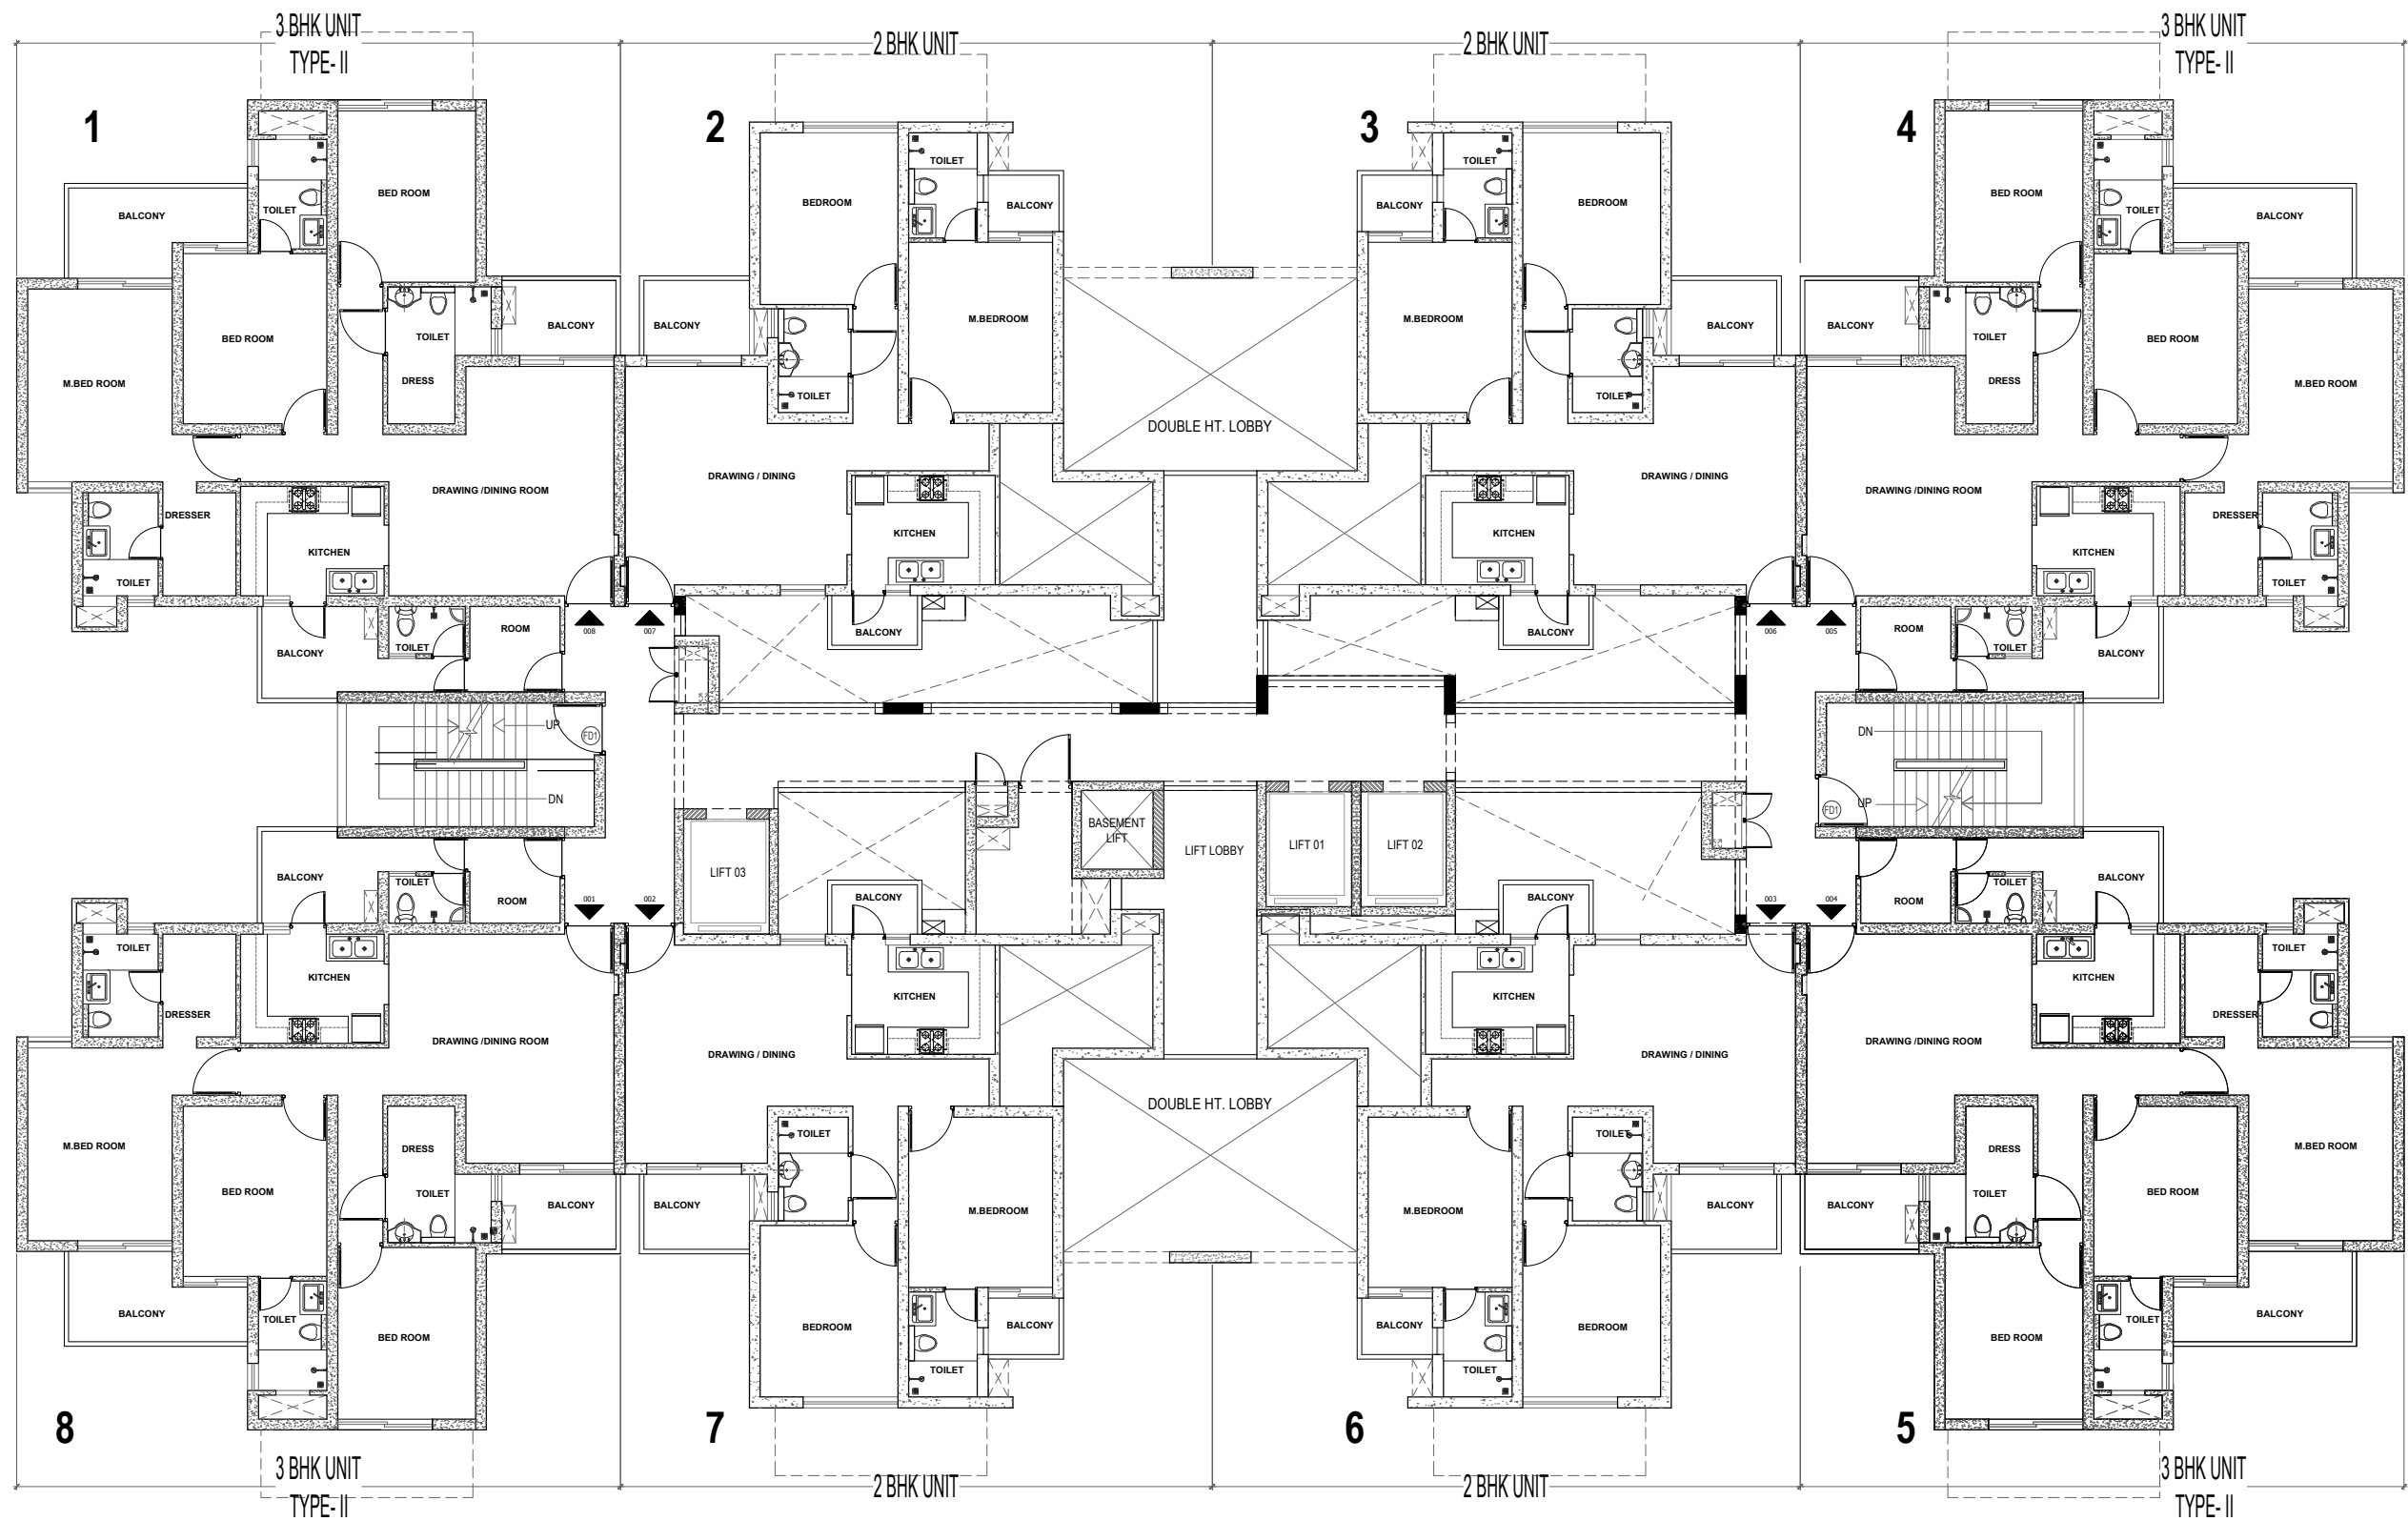 3 BHK UNIT
TYPE- II
2 BHK UNIT
2 BHK UNIT
3 BHK UNIT
TYPE- II
1
2
3
4
BALCONY
TOILET
BED ROOM
BEDROOM
TOILET
BALCONY
BALCONY
TOILET
BEDROOM
BED ROOM
TOILET
BALCONY
M.BED ROOM
BED ROOM
TOILET
DRESS
BALCONY
BALCONY
TOILET
M.BEDROOM
DOUBLE HT. LOBBY
M.BEDROOM
TOILET
BALCONY
BALCONY
TOILET
DRESS
BED ROOM
M.BED ROOM
DRESSER
TOILET
KITCHEN
DRAWING /DINING ROOM
DRAWING / DINING
KITCHEN
KITCHEN
DRAWING / DINING
DRAWING /DINING ROOM
KITCHEN
DRESSER
TOILET
BALCONY
TOILET
ROOM
008
007
BALCONY
BALCONY
006
005
ROOM
TOILET
BALCONY
UP
FD1
DN
DN
UP
FD1
LIFT 03
BASEMENT
LIFT
LIFT LOBBY
LIFT 01
LIFT 02
BALCONY
TOILET
ROOM
001
002
BALCONY
BALCONY
003
004
ROOM
TOILET
BALCONY
TOILET
DRESSER
KITCHEN
DRAWING /DINING ROOM
DRAWING / DINING
KITCHEN
KITCHEN
DRAWING / DINING
DRAWING /DINING ROOM
KITCHEN
DRESSER
TOILET
M.BED ROOM
BED ROOM
DRESS
TOILET
BALCONY
BALCONY
TOILET
M.BEDROOM
DOUBLE HT. LOBBY
M.BEDROOM
TOILET
BALCONY
BALCONY
DRESS
TOILET
BED ROOM
M.BED ROOM
BALCONY
TOILET
BED ROOM
BEDROOM
TOILET
BALCONY
BALCONY
TOILET
BEDROOM
BED ROOM
TOILET
BALCONY
8
7
6
5
3 BHK UNIT
TYPE- II
2 BHK UNIT
2 BHK UNIT
3 BHK UNIT
TYPE- II